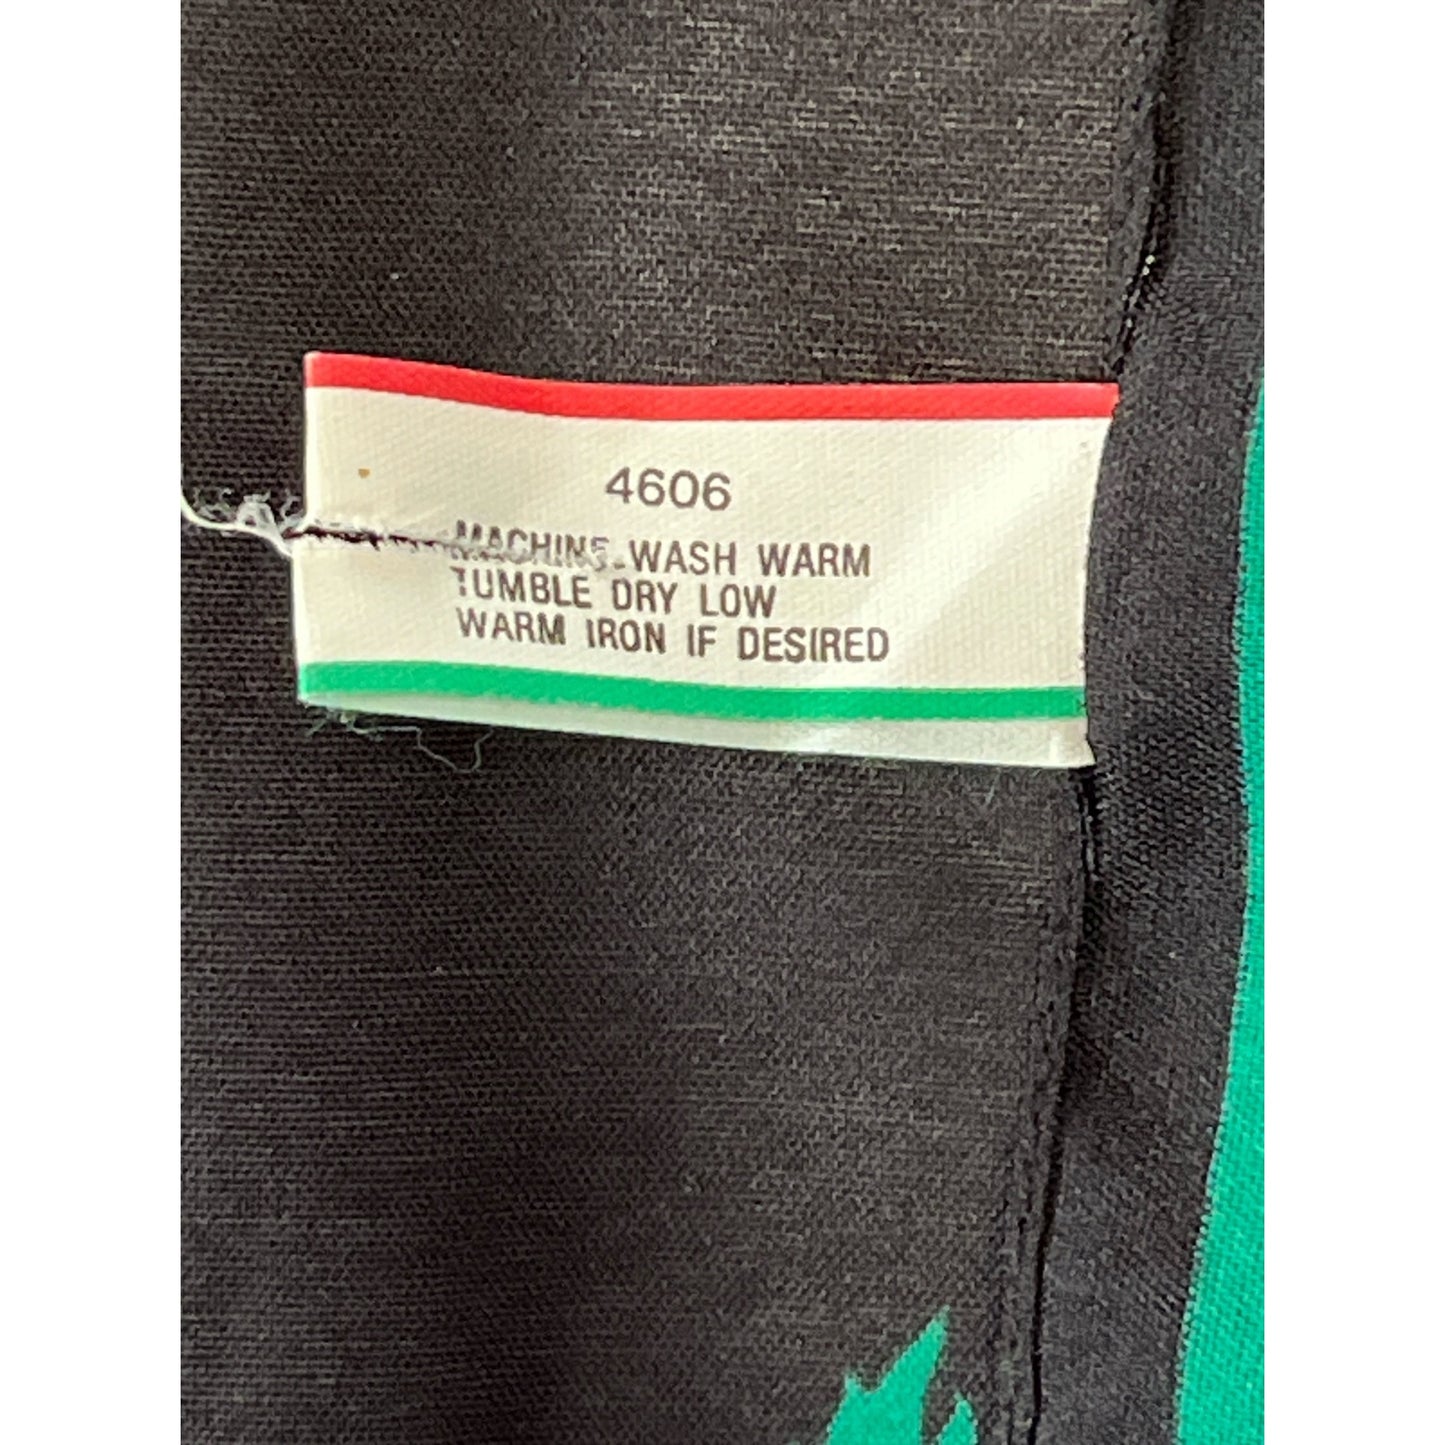 4606
MACHINE WASH WARM
TUMBLE DRY LOW
WARM IRON IF DESIRED